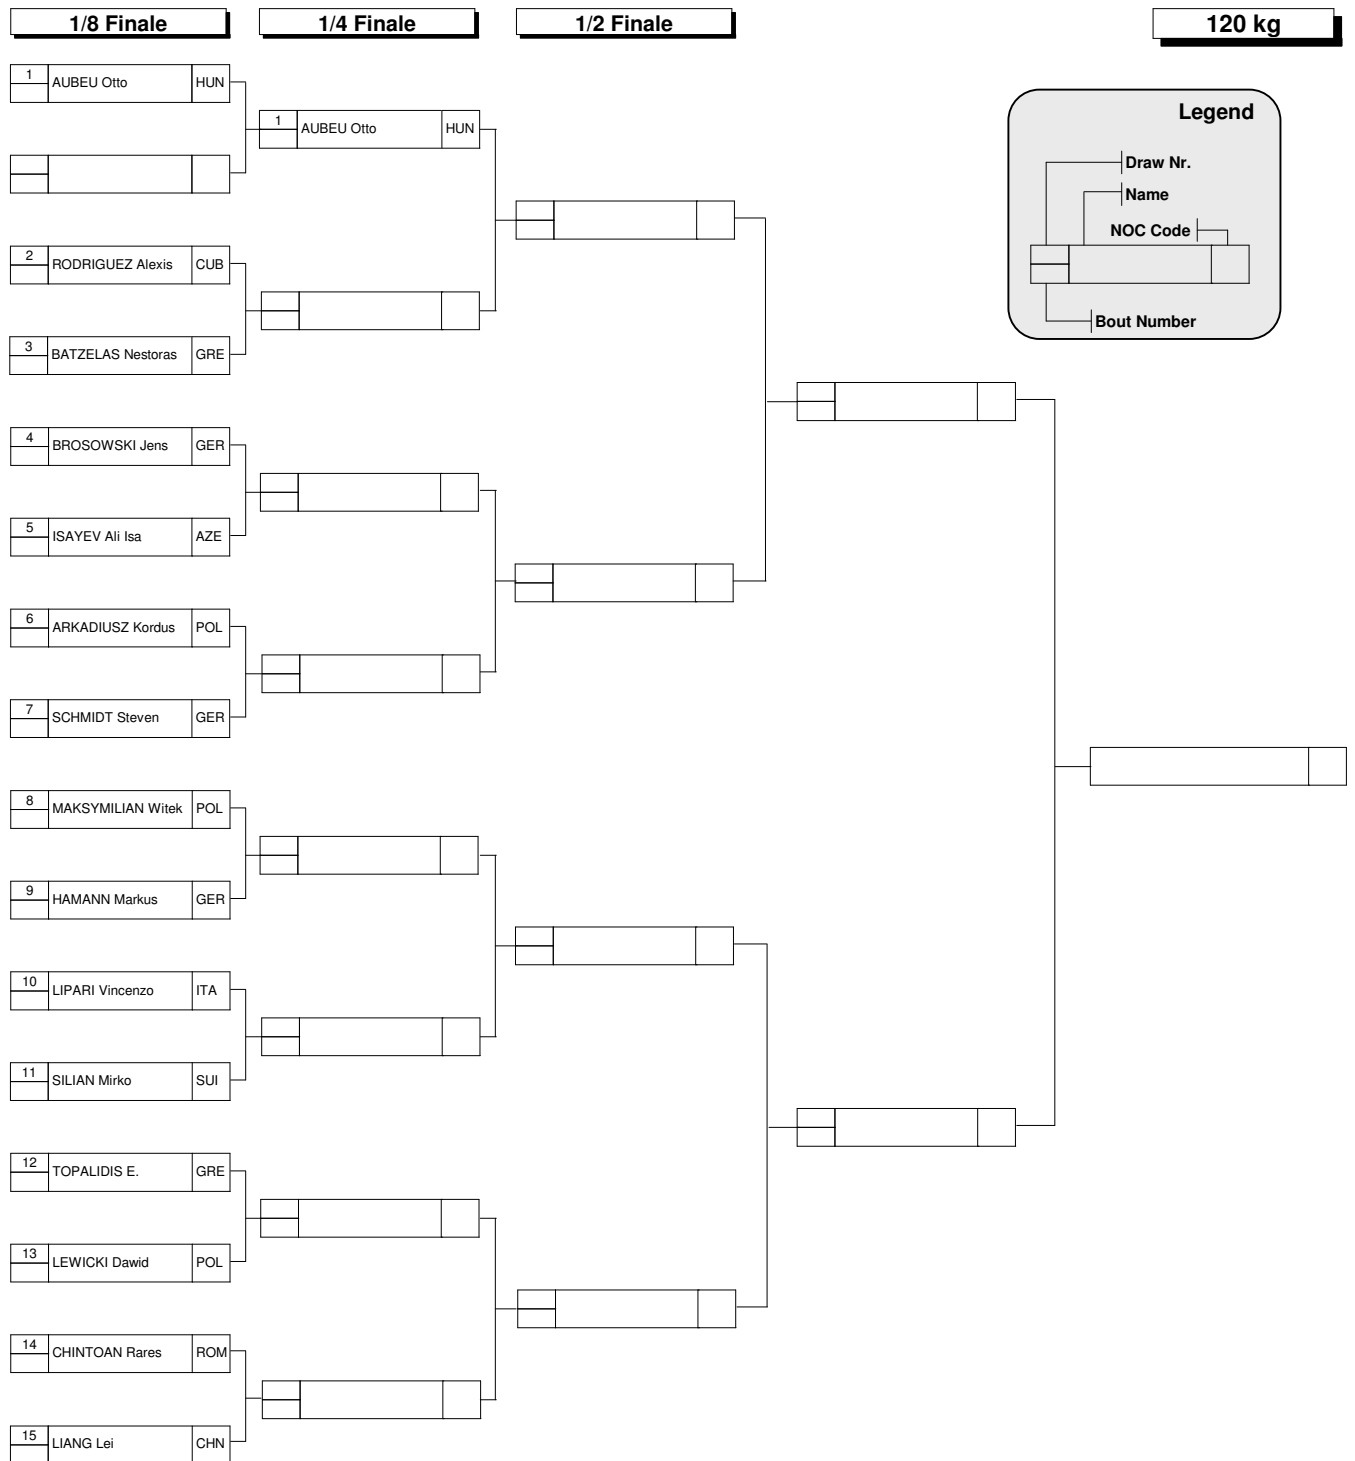 1/8 Finale
1/4 Finale
1/2 Finale
120 kg
1 AUBEU Otto HUN
1 AUBEU Otto HUN
2 RODRIGUEZ Alexis CUB
3 BATZELAS Nestoras GRE
4 BROSOWSKI Jens GER
5 ISAYEV Ali Isa AZE
6 ARKADIUSZ Kordus POL
7 SCHMIDT Steven GER
8 MAKSYMILIAN Witek POL
9 HAMANN Markus GER
10 LIPARI Vincenzo ITA
11 SILIAN Mirko SUI
12 TOPALIDIS E. GRE
13 LEWICKI Dawid POL
14 CHINTOAN Rares ROM
15 LIANG Lei CHN
Legend
Draw Nr.
Name
NOC Code
Bout Number